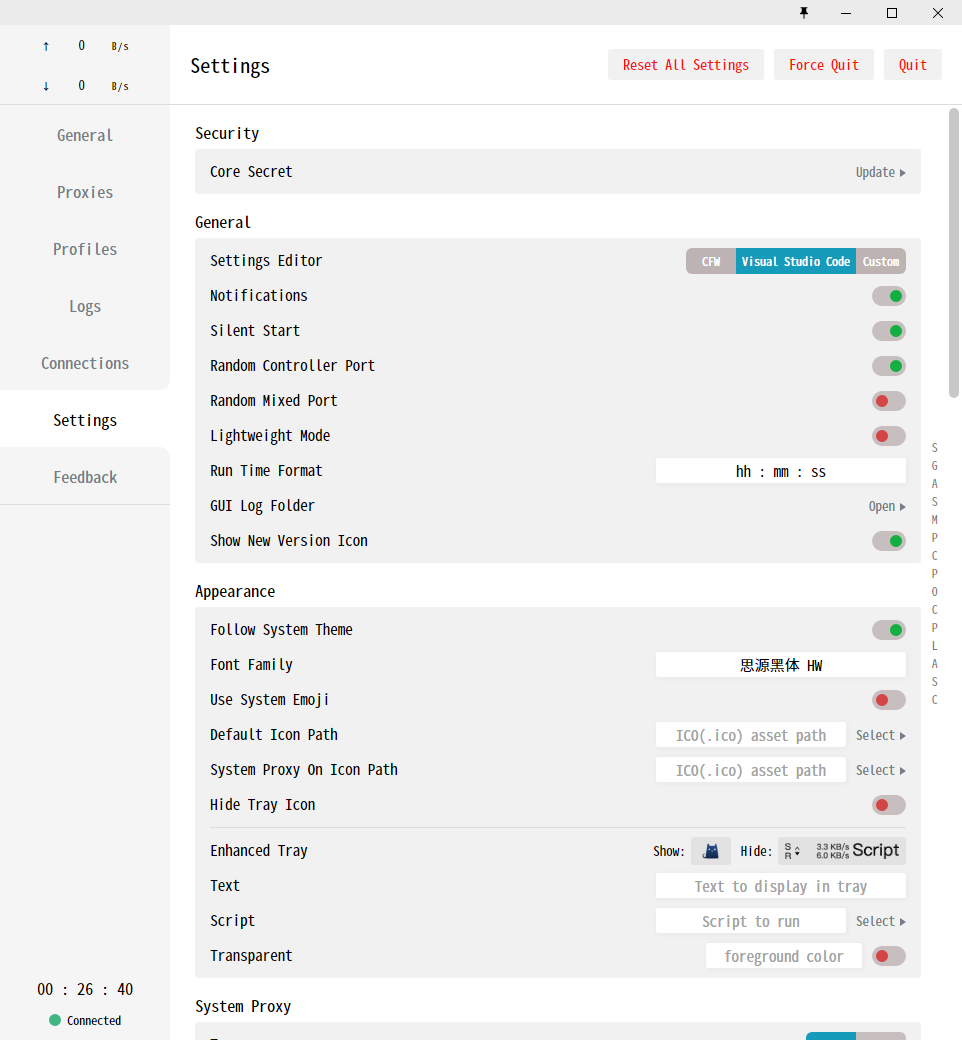 ↑ 0 B/s
↓ 0 B/s
General
Proxies
Profiles
Logs
Connections
Settings
Feedback
00 : 26 : 40
Connected
Settings
Reset All Settings
Force Quit
Quit
Security
Core Secret Update
General
Settings Editor CFW Visual Studio Code Custom
Notifications
Silent Start
Random Controller Port
Random Mixed Port
Lightweight Mode
Run Time Format hh : mm : ss
GUI Log Folder Open
Show New Version Icon
Appearance
Follow System Theme
Font Family 思源黑体 HW
Use System Emoji
Default Icon Path ICO(.ico) asset path Select
System Proxy On Icon Path ICO(.ico) asset path Select
Hide Tray Icon
Enhanced Tray Show: Hide: S R 3.3 KB/s 6.0 KB/s Script
Text Text to display in tray
Script Script to run Select
Transparent foreground color
System Proxy
S
G
A
S
M
P
C
P
O
C
P
L
A
S
C